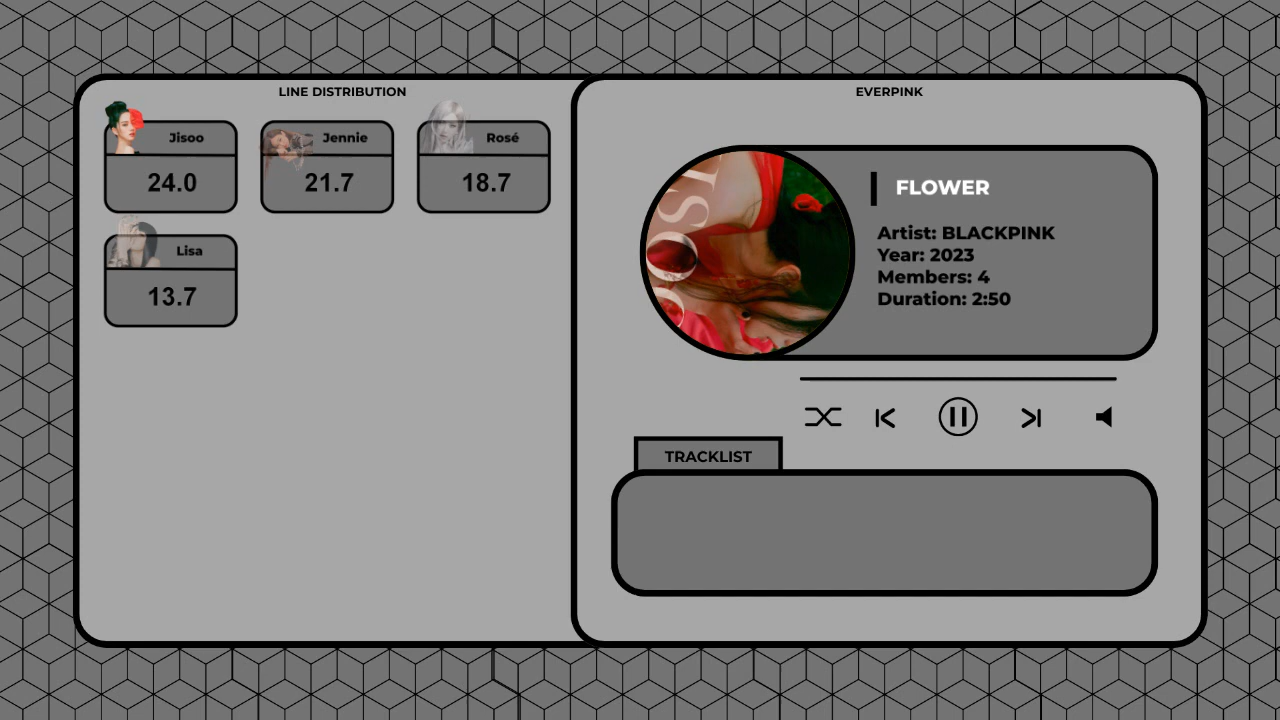 LINE DISTRIBUTION
Jisoo
24.0
Jennie
21.7
Rosé
18.7
Lisa
13.7
EVERPINK
FLOWER
Artist: BLACKPINK
Year: 2023
Members: 4
Duration: 2:50
TRACKLIST